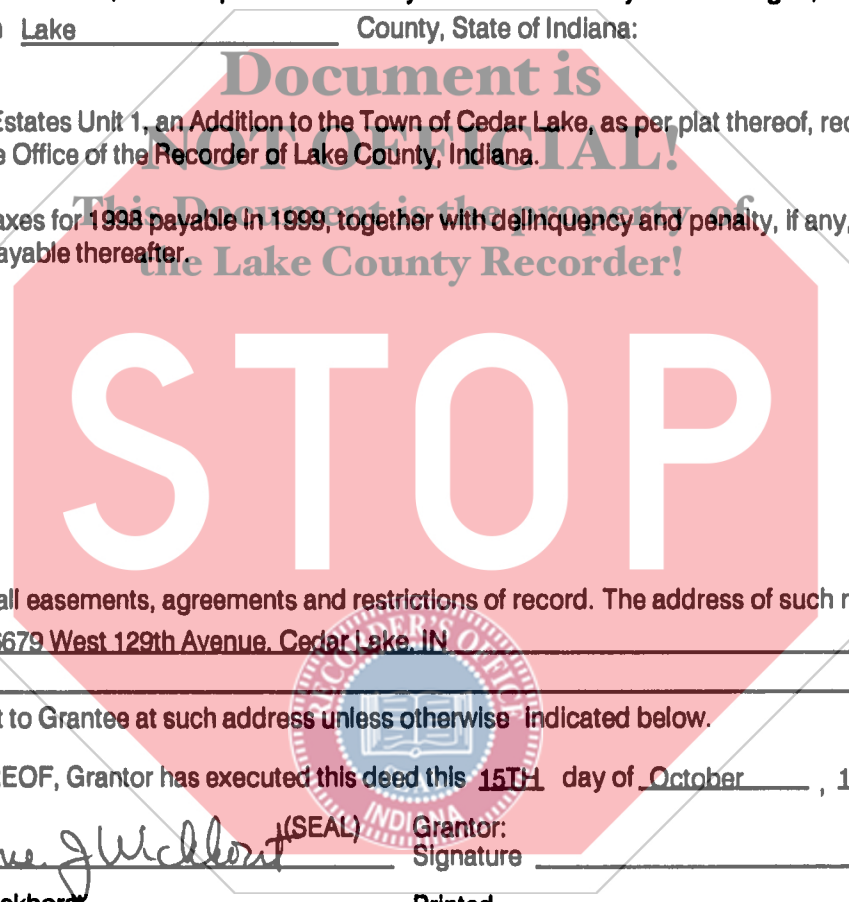 Lake County, State of Indiana:
Document is
Estates Unit 1, an Addition to the Town of Cedar Lake, as per plat thereof, rec
e Office of the Recorder of Lake County, Indiana.
NOT OFFICIAL!
This Document is the property of
axes for 1998 payable in 1999, together with delinquency and penalty, if any,
ayable thereafter.
the Lake County Recorder!
STOP
all easements, agreements and restrictions of record. The address of such r
6679 West 129th Avenue, Cedar Lake, IN
RECORDER'S OFFICE
t to Grantee at such address unless otherwise indicated below.
SEAL
EOF, Grantor has executed this deed this 15TH day of October , 1
INDIANA
(SEAL) Grantor:
Signature
Printed